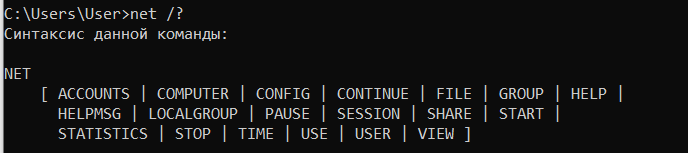 C:\Users\User>net /?
Синтаксис данной команды:
NET
[ ACCOUNTS | COMPUTER | CONFIG | CONTINUE | FILE | GROUP | HELP |
HELPMSG | LOCALGROUP | PAUSE | SESSION | SHARE | START |
STATISTICS | STOP | TIME | USE | USER | VIEW ]